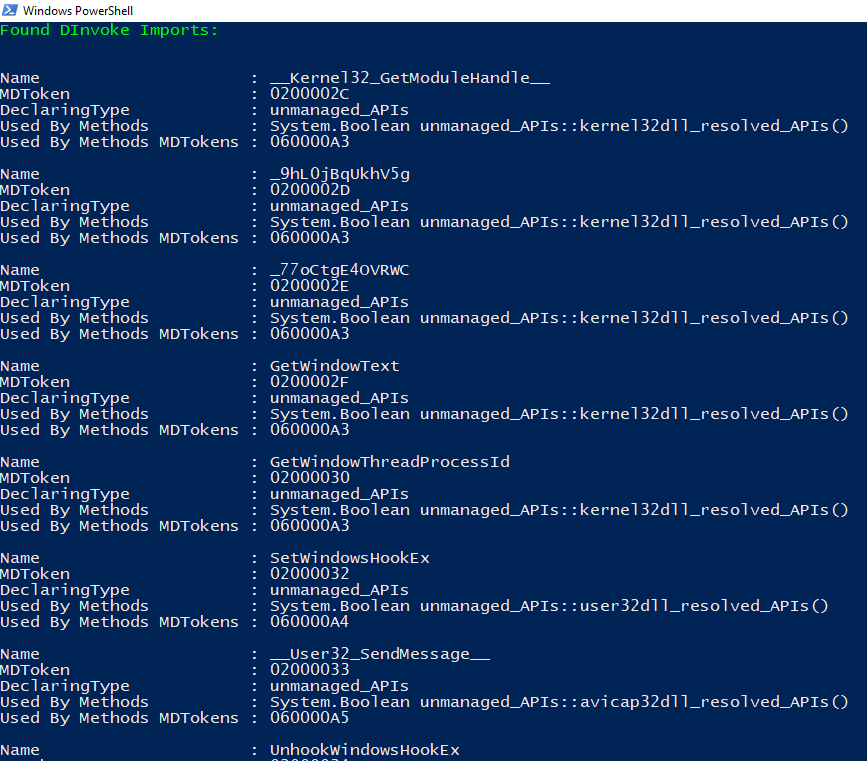 Windows PowerShell
Found DInvoke Imports:
Name : __Kernel32_GetModuleHandle__
MDToken : 0200002C
DeclaringType : unmanaged_APIs
Used By Methods : System.Boolean unmanaged_APIs::kernel32dll_resolved_APIs()
Used By Methods MDTokens : 060000A3
Name : _9hL0jBqUkhV5g
MDToken : 0200002D
DeclaringType : unmanaged_APIs
Used By Methods : System.Boolean unmanaged_APIs::kernel32dll_resolved_APIs()
Used By Methods MDTokens : 060000A3
Name : _77oCtgE4OVRWC
MDToken : 0200002E
DeclaringType : unmanaged_APIs
Used By Methods : System.Boolean unmanaged_APIs::kernel32dll_resolved_APIs()
Used By Methods MDTokens : 060000A3
Name : GetWindowText
MDToken : 0200002F
DeclaringType : unmanaged_APIs
Used By Methods : System.Boolean unmanaged_APIs::kernel32dll_resolved_APIs()
Used By Methods MDTokens : 060000A3
Name : GetWindowThreadProcessId
MDToken : 02000030
DeclaringType : unmanaged_APIs
Used By Methods : System.Boolean unmanaged_APIs::kernel32dll_resolved_APIs()
Used By Methods MDTokens : 060000A3
Name : SetWindowsHookEx
MDToken : 02000032
DeclaringType : unmanaged_APIs
Used By Methods : System.Boolean unmanaged_APIs::user32dll_resolved_APIs()
Used By Methods MDTokens : 060000A4
Name : __User32_SendMessage__
MDToken : 02000033
DeclaringType : unmanaged_APIs
Used By Methods : System.Boolean unmanaged_APIs::avicap32dll_resolved_APIs()
Used By Methods MDTokens : 060000A5
Name : UnhookWindowsHookEx